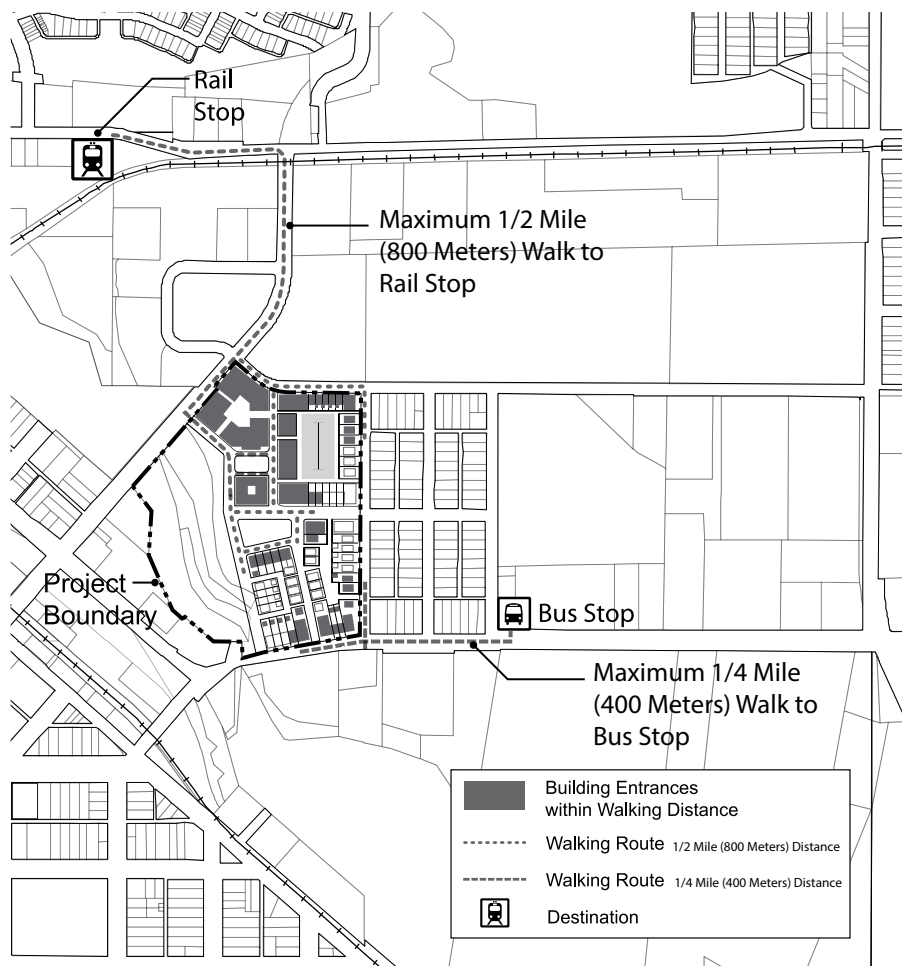 Rail
Stop
Maximum 1/2 Mile
(800 Meters) Walk to
Rail Stop
Project
Boundary
Bus Stop
Maximum 1/4 Mile
(400 Meters) Walk to
Bus Stop
Building Entrances
within Walking Distance
Walking Route 1/2 Mile (800 Meters) Distance
Walking Route 1/4 Mile (400 Meters) Distance
Destination